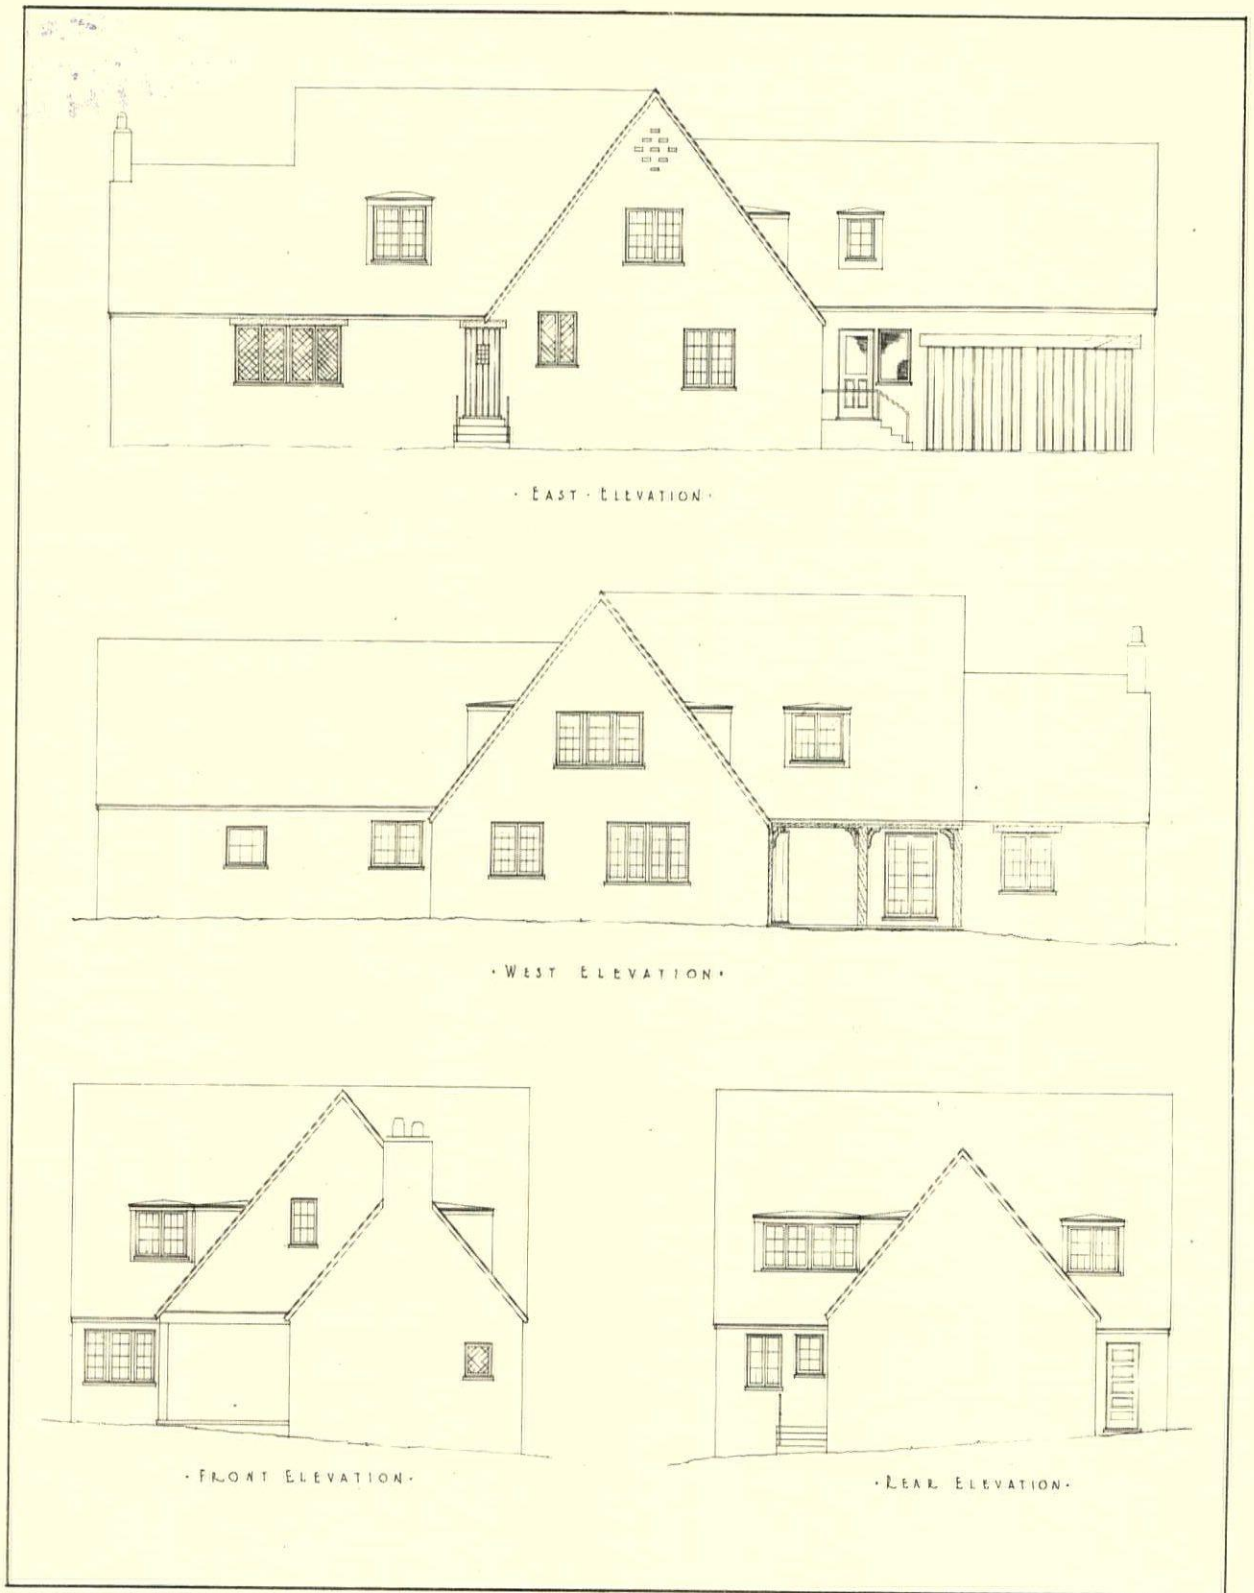 · EAST · ELEVATION ·
· WEST ELEVATION ·
· FRONT ELEVATION ·
· REAR ELEVATION ·